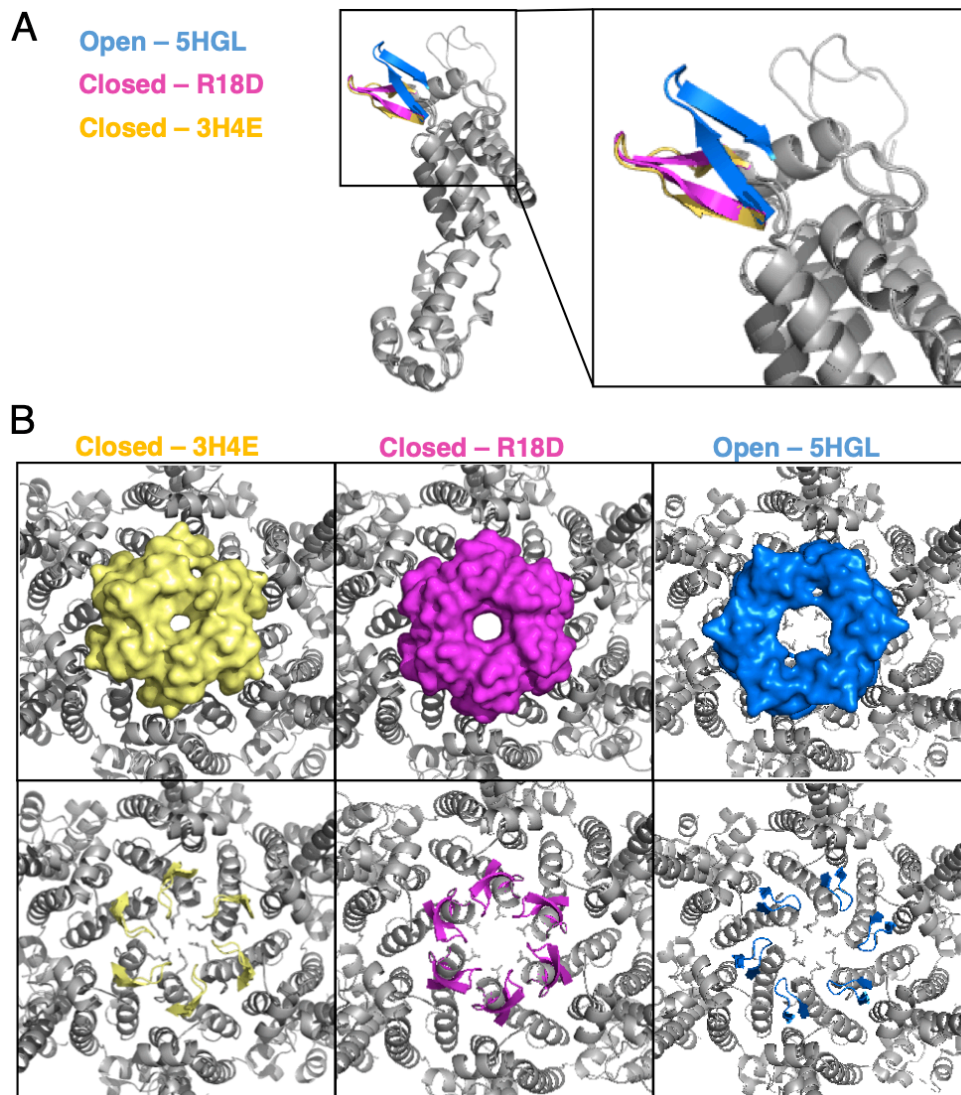 A
Open – 5HGL
Closed – R18D
Closed – 3H4E
B
Closed – 3H4E
Closed – R18D
Open – 5HGL